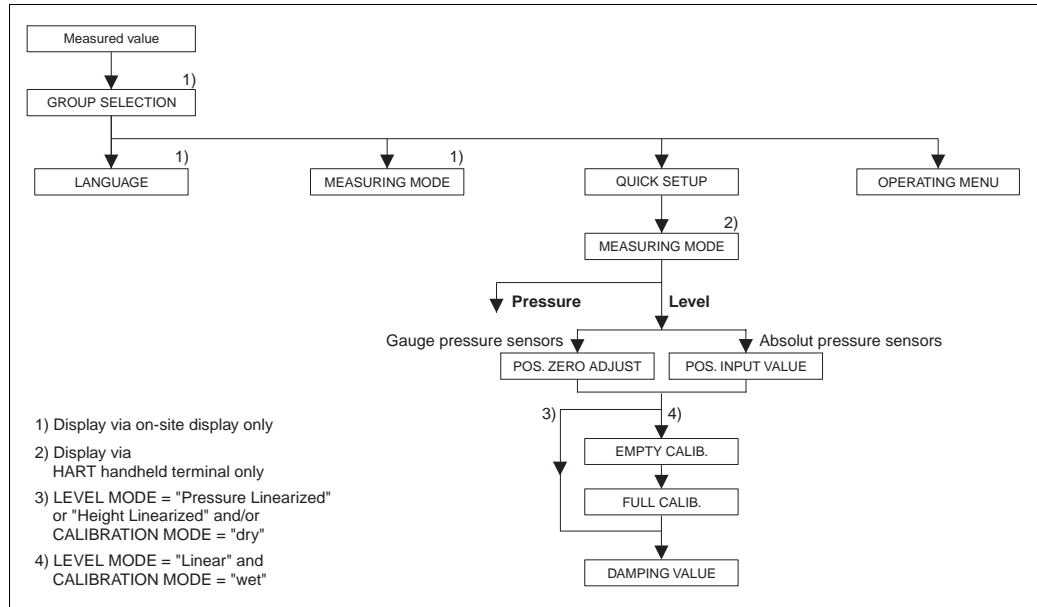 Measured value
1)
GROUP SELECTION
1)
LANGUAGE
1)
MEASURING MODE
QUICK SETUP
OPERATING MENU
2)
MEASURING MODE
Pressure
Level
Gauge pressure sensors
Absolut pressure sensors
POS. ZERO ADJUST
POS. INPUT VALUE
3)
4)
EMPTY CALIB.
FULL CALIB.
DAMPING VALUE
1) Display via on-site display only
2) Display via
HART handheld terminal only
3) LEVEL MODE = "Pressure Linearized"
or "Height Linearized" and/or
CALIBRATION MODE = "dry"
4) LEVEL MODE = "Linear" and
CALIBRATION MODE = "wet"